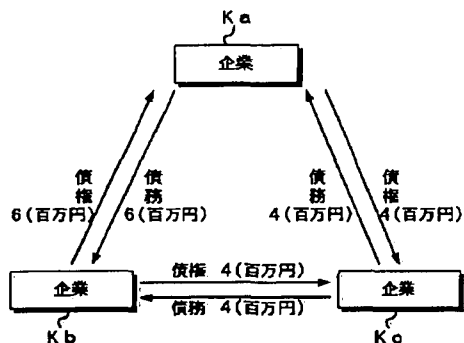 Ka
企業
債権
6(百万円)
債務
6(百万円)
債務
4(百万円)
債権
4(百万円)
債権 4(百万円)
債務 4(百万円)
企業
Kb
企業
Kc